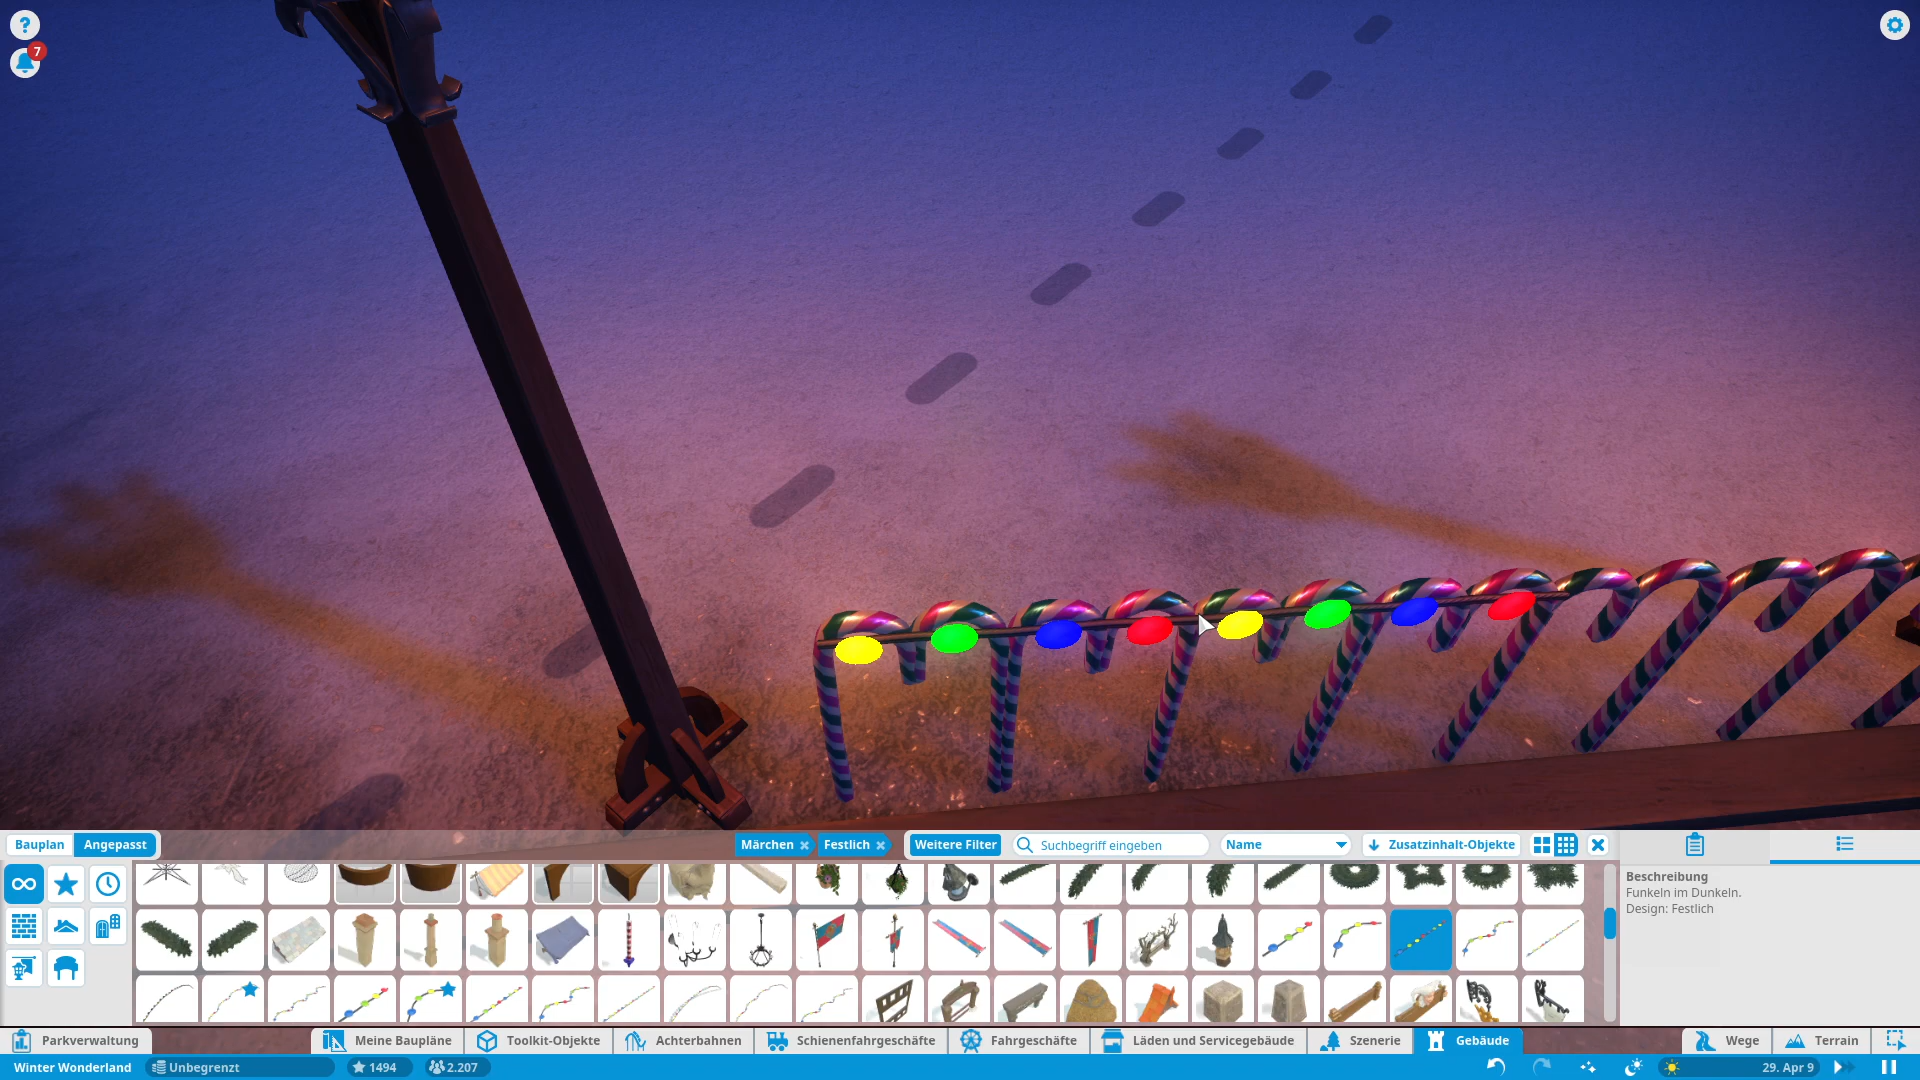 ?
7
Bauplan
Angepasst
Märchen
Festlich
Weitere Filter
Suchbegriff eingeben
Name
Zusatzinhalt-Objekte
Beschreibung
Funkeln im Dunkeln.
Design: Festlich
Parkverwaltung
Meine Baupläne
Toolkit-Objekte
Achterbahnen
Schienenfahrgeschäfte
Fahrgeschäfte
Läden und Servicegebäude
Szenerie
Gebäude
Wege
Terrain
Winter Wonderland
Unbegrenzt
1494
2.207
29. Apr 9